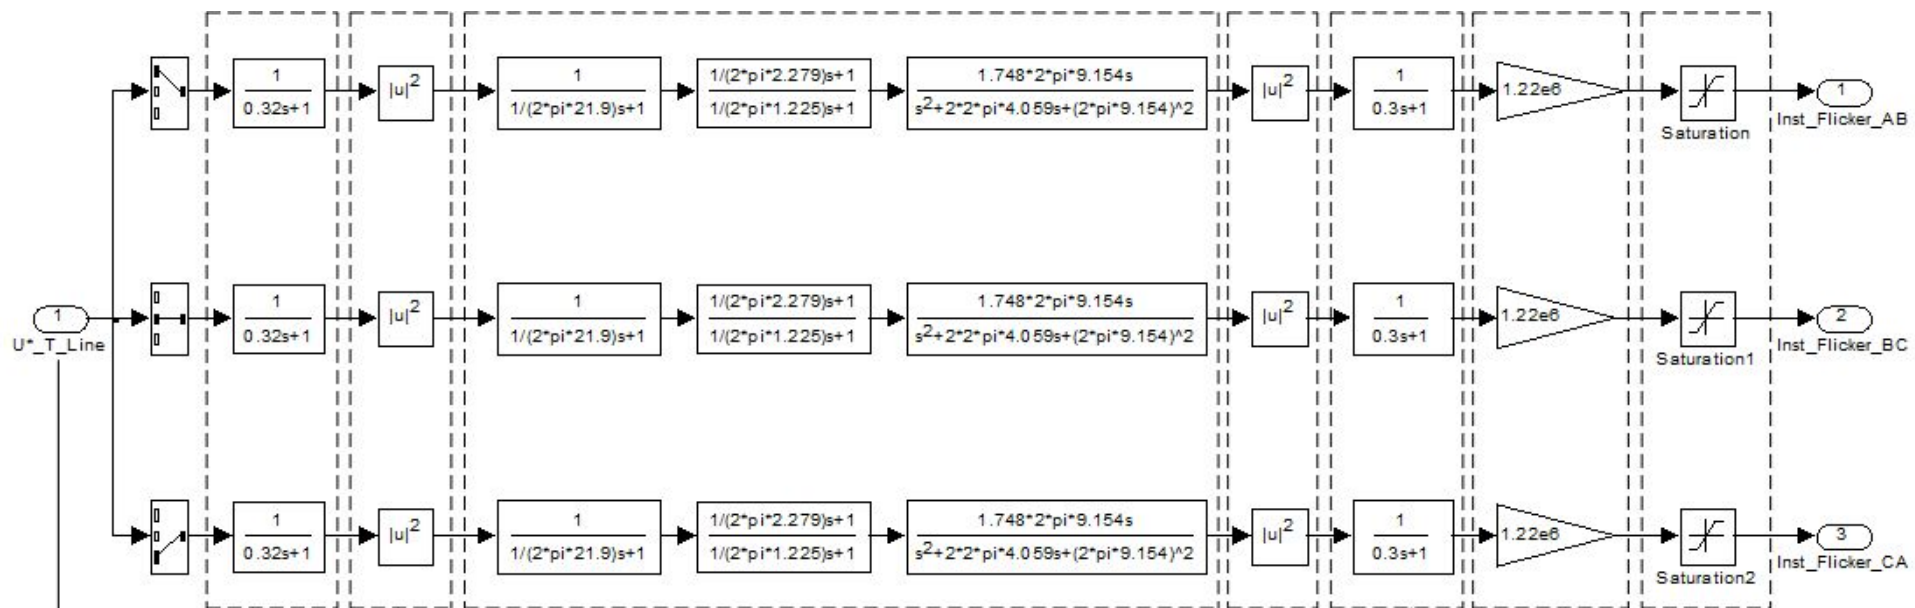 1
U*_T_Line
1
0.32s+1
|u|2
1
1/(2*pi*21.9)s+1
1/(2*pi*2.279)s+1
1/(2*pi*1.225)s+1
1.748*2*pi*9.154s
s2+2*2*pi*4.059s+(2*pi*9.154)^2
|u|2
1
0.3s+1
1.22e6
Saturation
1
Inst_Flicker_AB
1
0.32s+1
|u|2
1
1/(2*pi*21.9)s+1
1/(2*pi*2.279)s+1
1/(2*pi*1.225)s+1
1.748*2*pi*9.154s
s2+2*2*pi*4.059s+(2*pi*9.154)^2
|u|2
1
0.3s+1
1.22e6
Saturation1
2
Inst_Flicker_BC
1
0.32s+1
|u|2
1
1/(2*pi*21.9)s+1
1/(2*pi*2.279)s+1
1/(2*pi*1.225)s+1
1.748*2*pi*9.154s
s2+2*2*pi*4.059s+(2*pi*9.154)^2
|u|2
1
0.3s+1
1.22e6
Saturation2
3
Inst_Flicker_CA